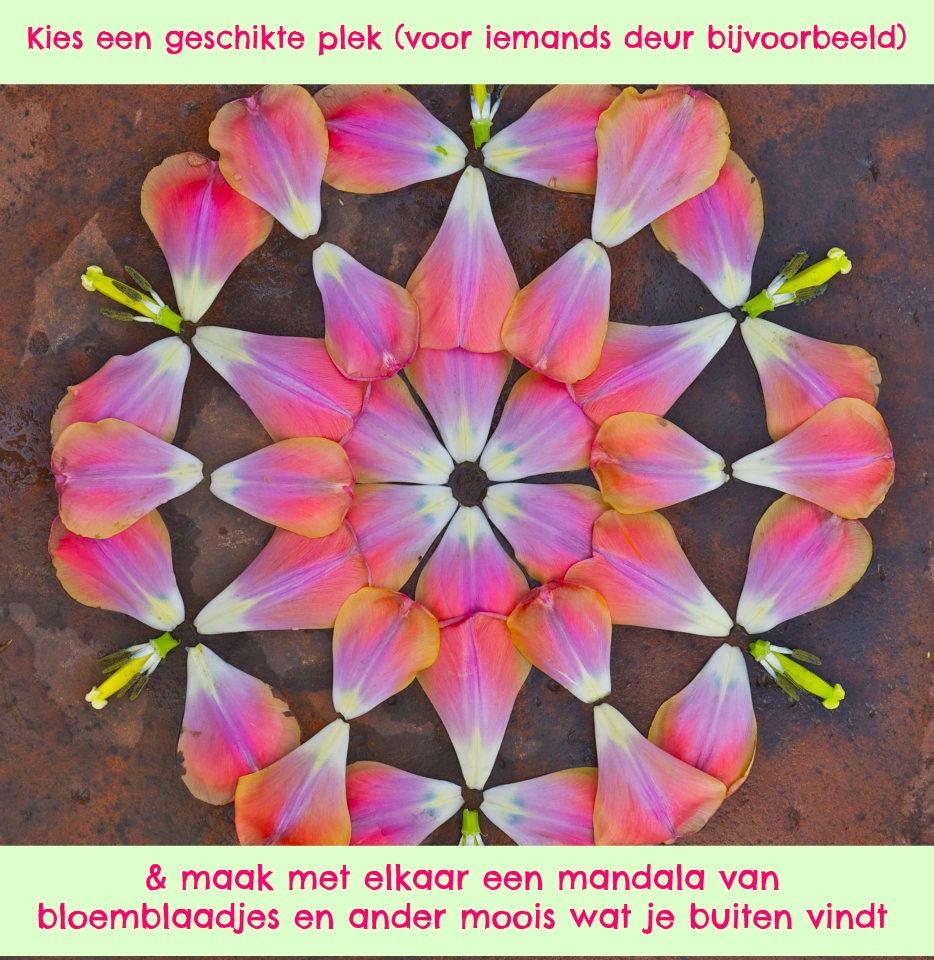 Kies een geschikte plek (voor iemands deur bijvoorbeeld)
& maak met elkaar een mandala van
bloemblaadjes en ander moois wat je buiten vindt